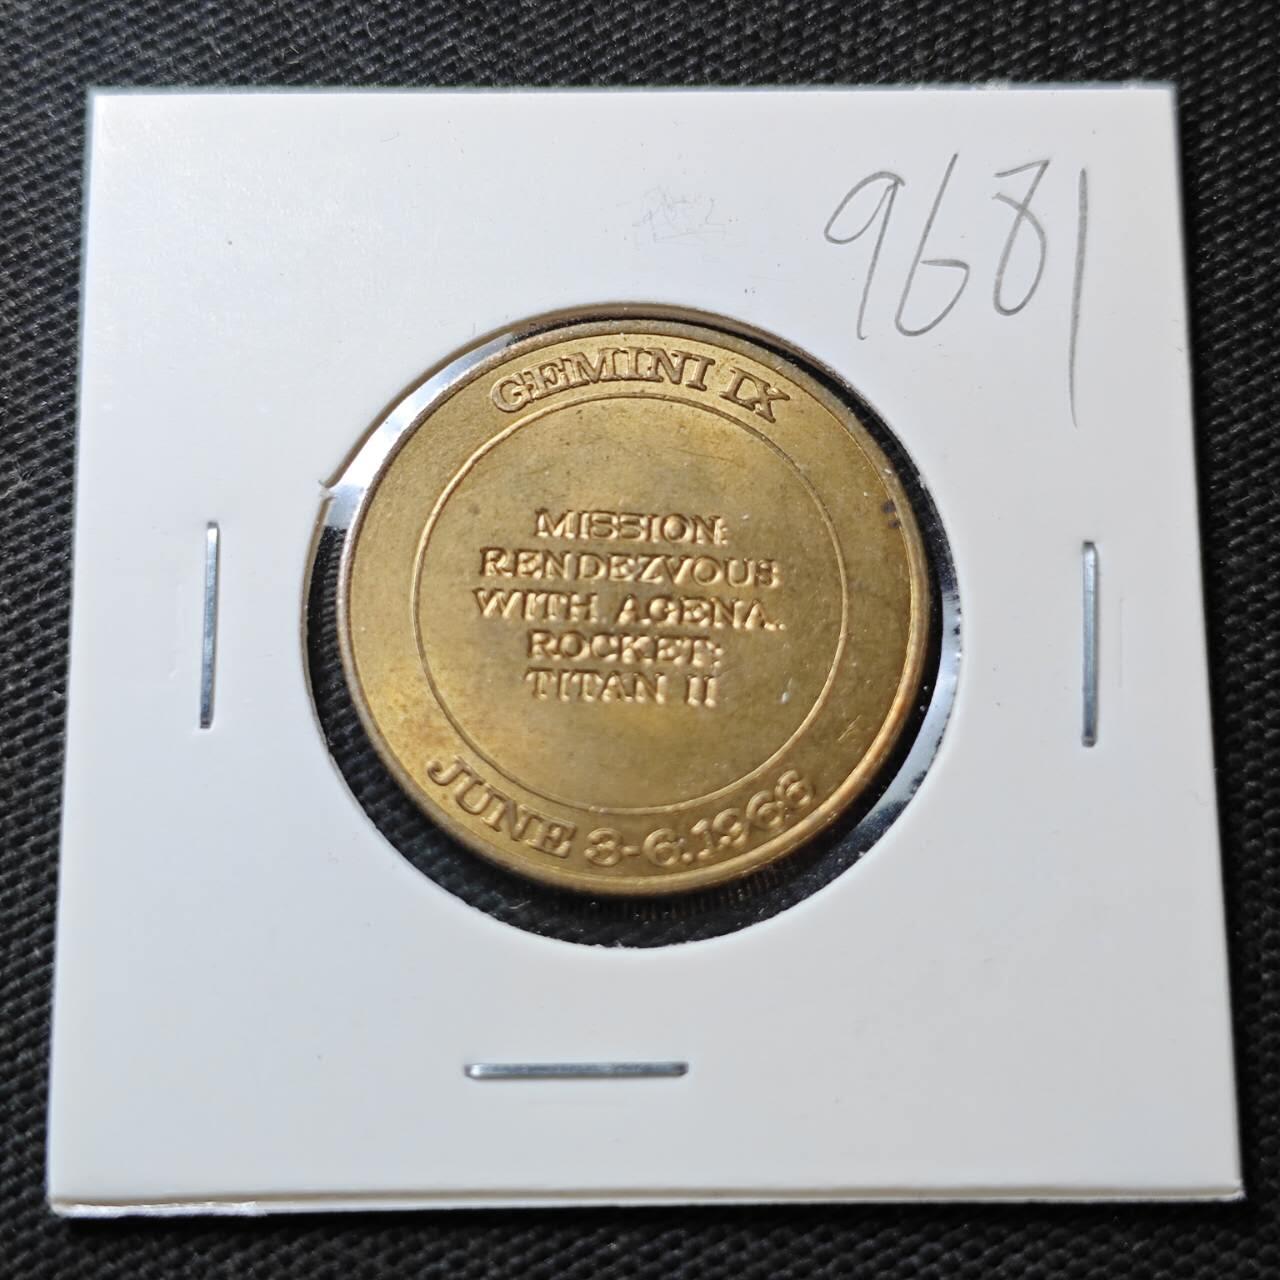 9681
GEMINI IX
MISSION:
RENDEZVOUS
WITH AGENA.
ROCKET:
TITAN II
JUNE 3-6, 1966